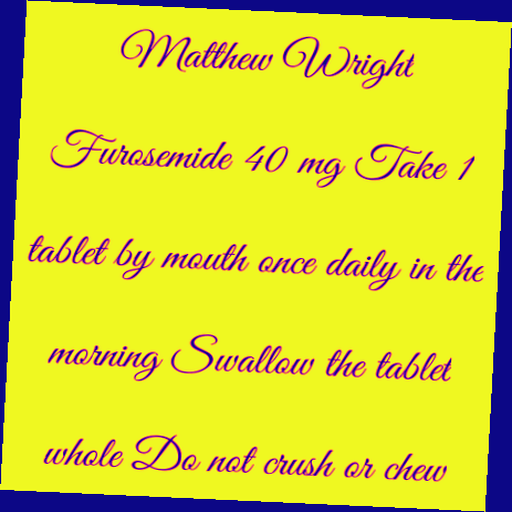 Matthew Wright
Furosemide 40 mg Take 1
tablet by mouth once daily in the
morning Swallow the tablet
whole Do not crush or chew